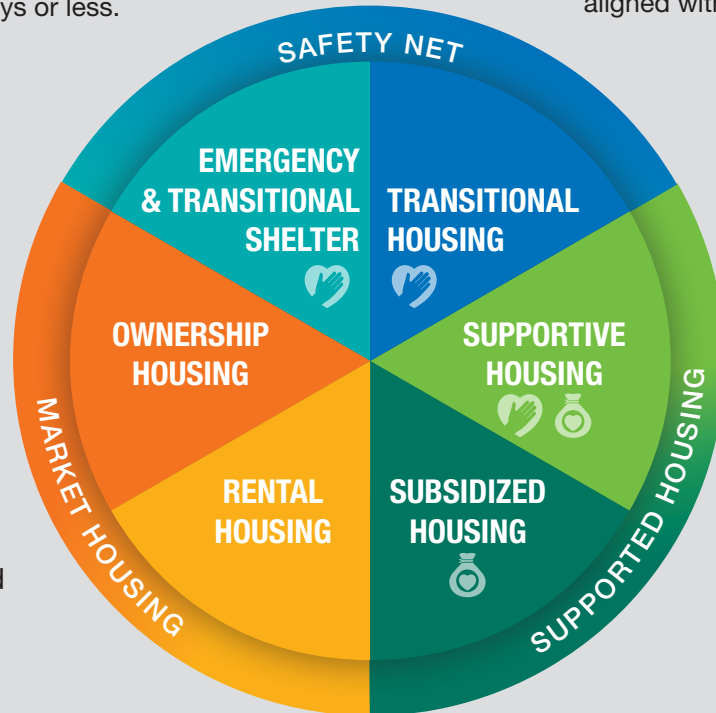 ys or less.
aligned with
SAFETY NET
EMERGENCY
& TRANSITIONAL
SHELTER
TRANSITIONAL
HOUSING
OWNERSHIP
HOUSING
SUPPORTIVE
HOUSING
RENTAL
HOUSING
SUBSIDIZED
HOUSING
MARKET HOUSING
SUPPORTED HOUSING